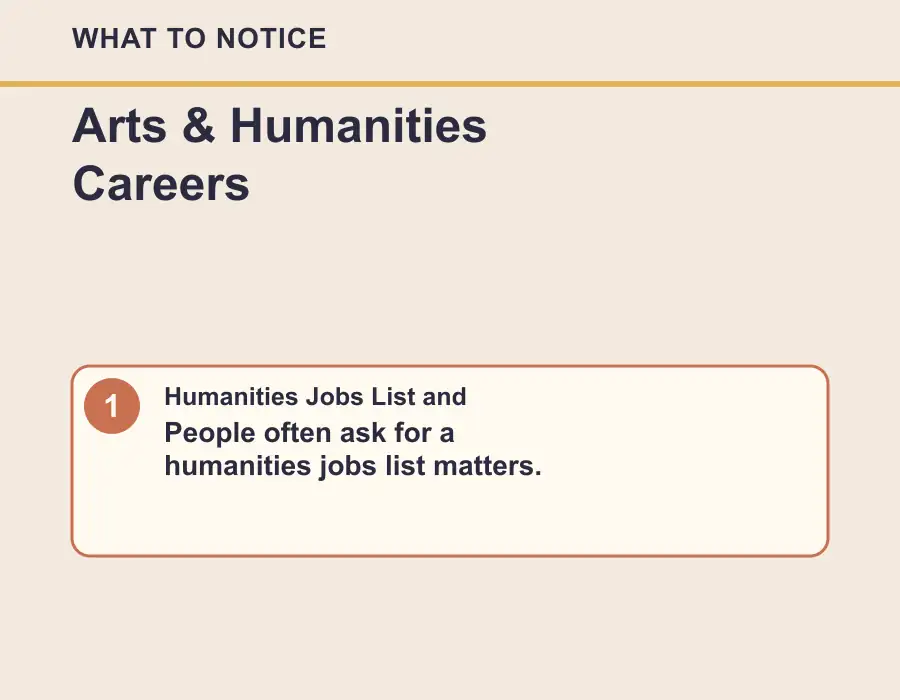 WHAT TO NOTICE
Arts & Humanities
Careers
1
Humanities Jobs List and
People often ask for a
humanities jobs list matters.